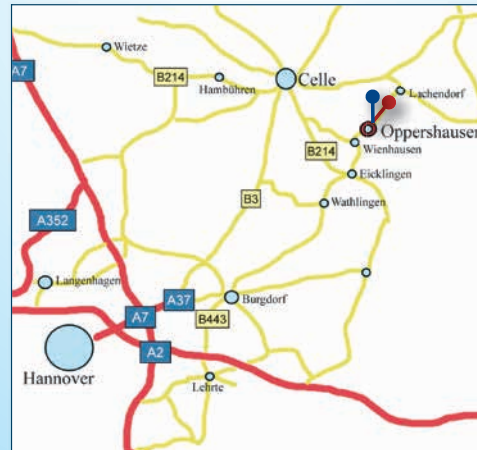 Wietze
A7
B214
Hambühren
Celle
Lachendorf
Oppershausen
Wienhausen
B214
Eicklingen
B3
Wathlingen
A352
Langenhagen
A37
Burgdorf
A7
B443
A2
Hannover
Lehrte